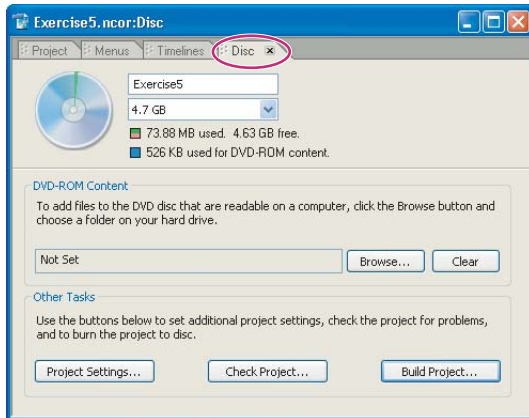 Exercise5.ncor:Disc
Project Menus Timelines Disc
Exercise5
4.7 GB
73.88 MB used. 4.63 GB free.
526 KB used for DVD-ROM content.
DVD-ROM Content
To add files to the DVD disc that are readable on a computer, click the Browse button and
choose a folder on your hard drive.
Not Set Browse... Clear
Other Tasks
Use the buttons below to set additional project settings, check the project for problems,
and to burn the project to disc.
Project Settings... Check Project... Build Project...